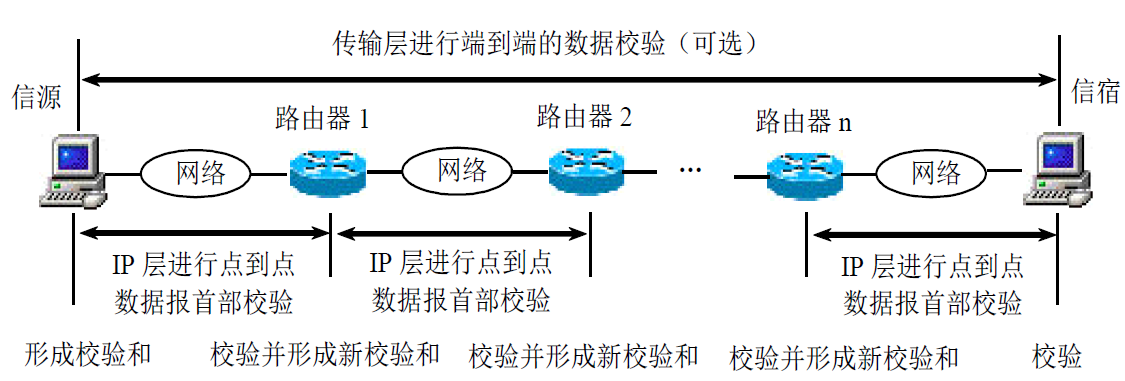 传输层进行端到端的数据校验（可选）
信源
信宿
路由器 1
路由器 2
路由器 n
网络
网络
···
网络
IP 层进行点到点
数据报首部校验
IP 层进行点到点
数据报首部校验
IP 层进行点到点
数据报首部校验
形成校验和
校验并形成新校验和
校验并形成新校验和
校验并形成新校验和
校验